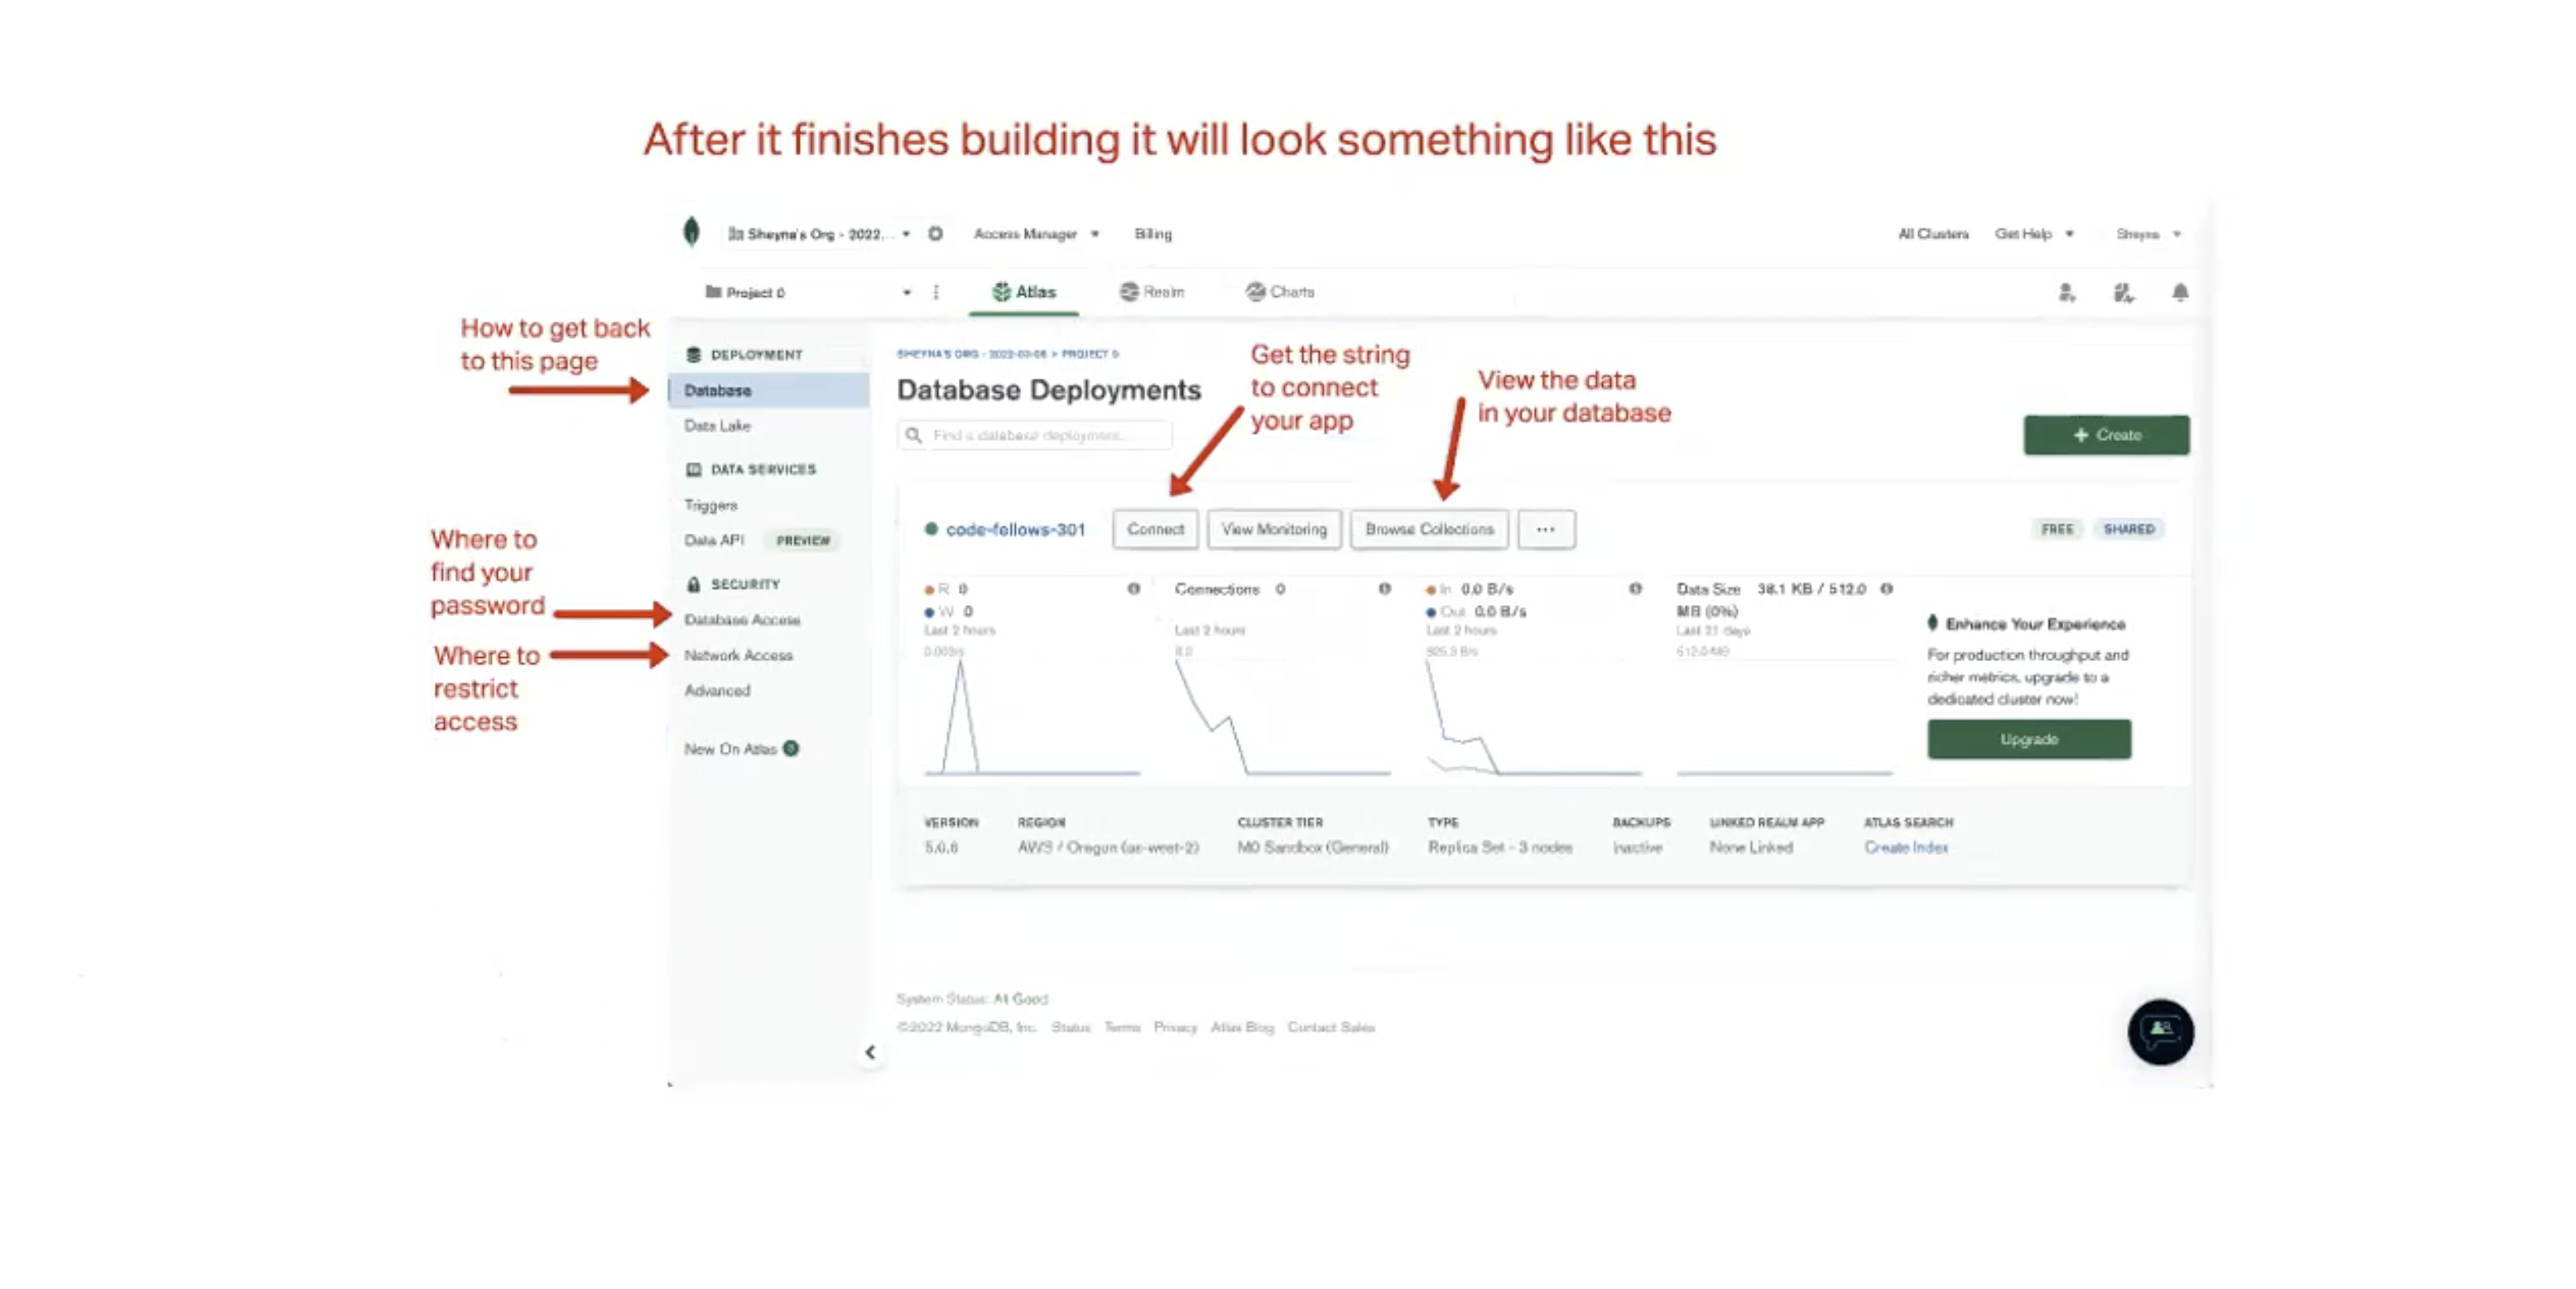 After it finishes building it will look something like this
Sheyna's Org - 2022...
Access Manager
Billing
All Clusters
Get Help
Sheyna
Project 0
Atlas
Realm
Charts
How to get back
to this page
DEPLOYMENT
Database
Data Lake
DATA SERVICES
Triggers
Data API PREVIEW
SECURITY
Database Access
Network Access
Advanced
New On Atlas
Where to
find your
password
Where to
restrict
access
SHEYNA'S ORG - 2022-03-08 > PROJECT 0
Database Deployments
Find a database deployment...
Get the string
to connect
your app
View the data
in your database
+ Create
code-fellows-301
Connect
View Monitoring
Browse Collections
...
FREE
SHARED
R 0
W 0
Last 2 hours
Connections 0
Last 2 hours
In 0.0 B/s
Out 0.0 B/s
Last 2 hours
Data Size 38.1 KB / 512.0
MB (0%)
Last 21 days
512.0 MB
Enhance Your Experience
For production throughput and
richer metrics, upgrade to a
dedicated cluster now!
Upgrade
VERSION
REGION
CLUSTER TIER
TYPE
BACKUPS
LINKED REALM APP
ATLAS SEARCH
AWS / Oregon (us-west-2)
M0 Sandbox (General)
Replica Set - 3 nodes
Inactive
None Linked
Create Index
System Status: All Good
©2022 MongoDB, Inc. Status Terms Privacy Atlas Blog Contact Sales